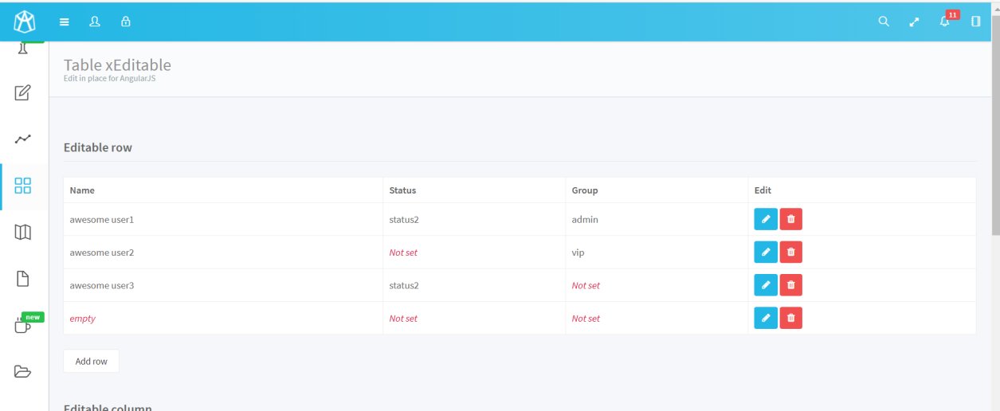 11
Table xEditable
Edit in place for AngularJS
Editable row
Name Status Group Edit
awesome user1 status2 admin
awesome user2 Not set vip
awesome user3 status2 Not set
new
empty Not set Not set
Add row
Editable column